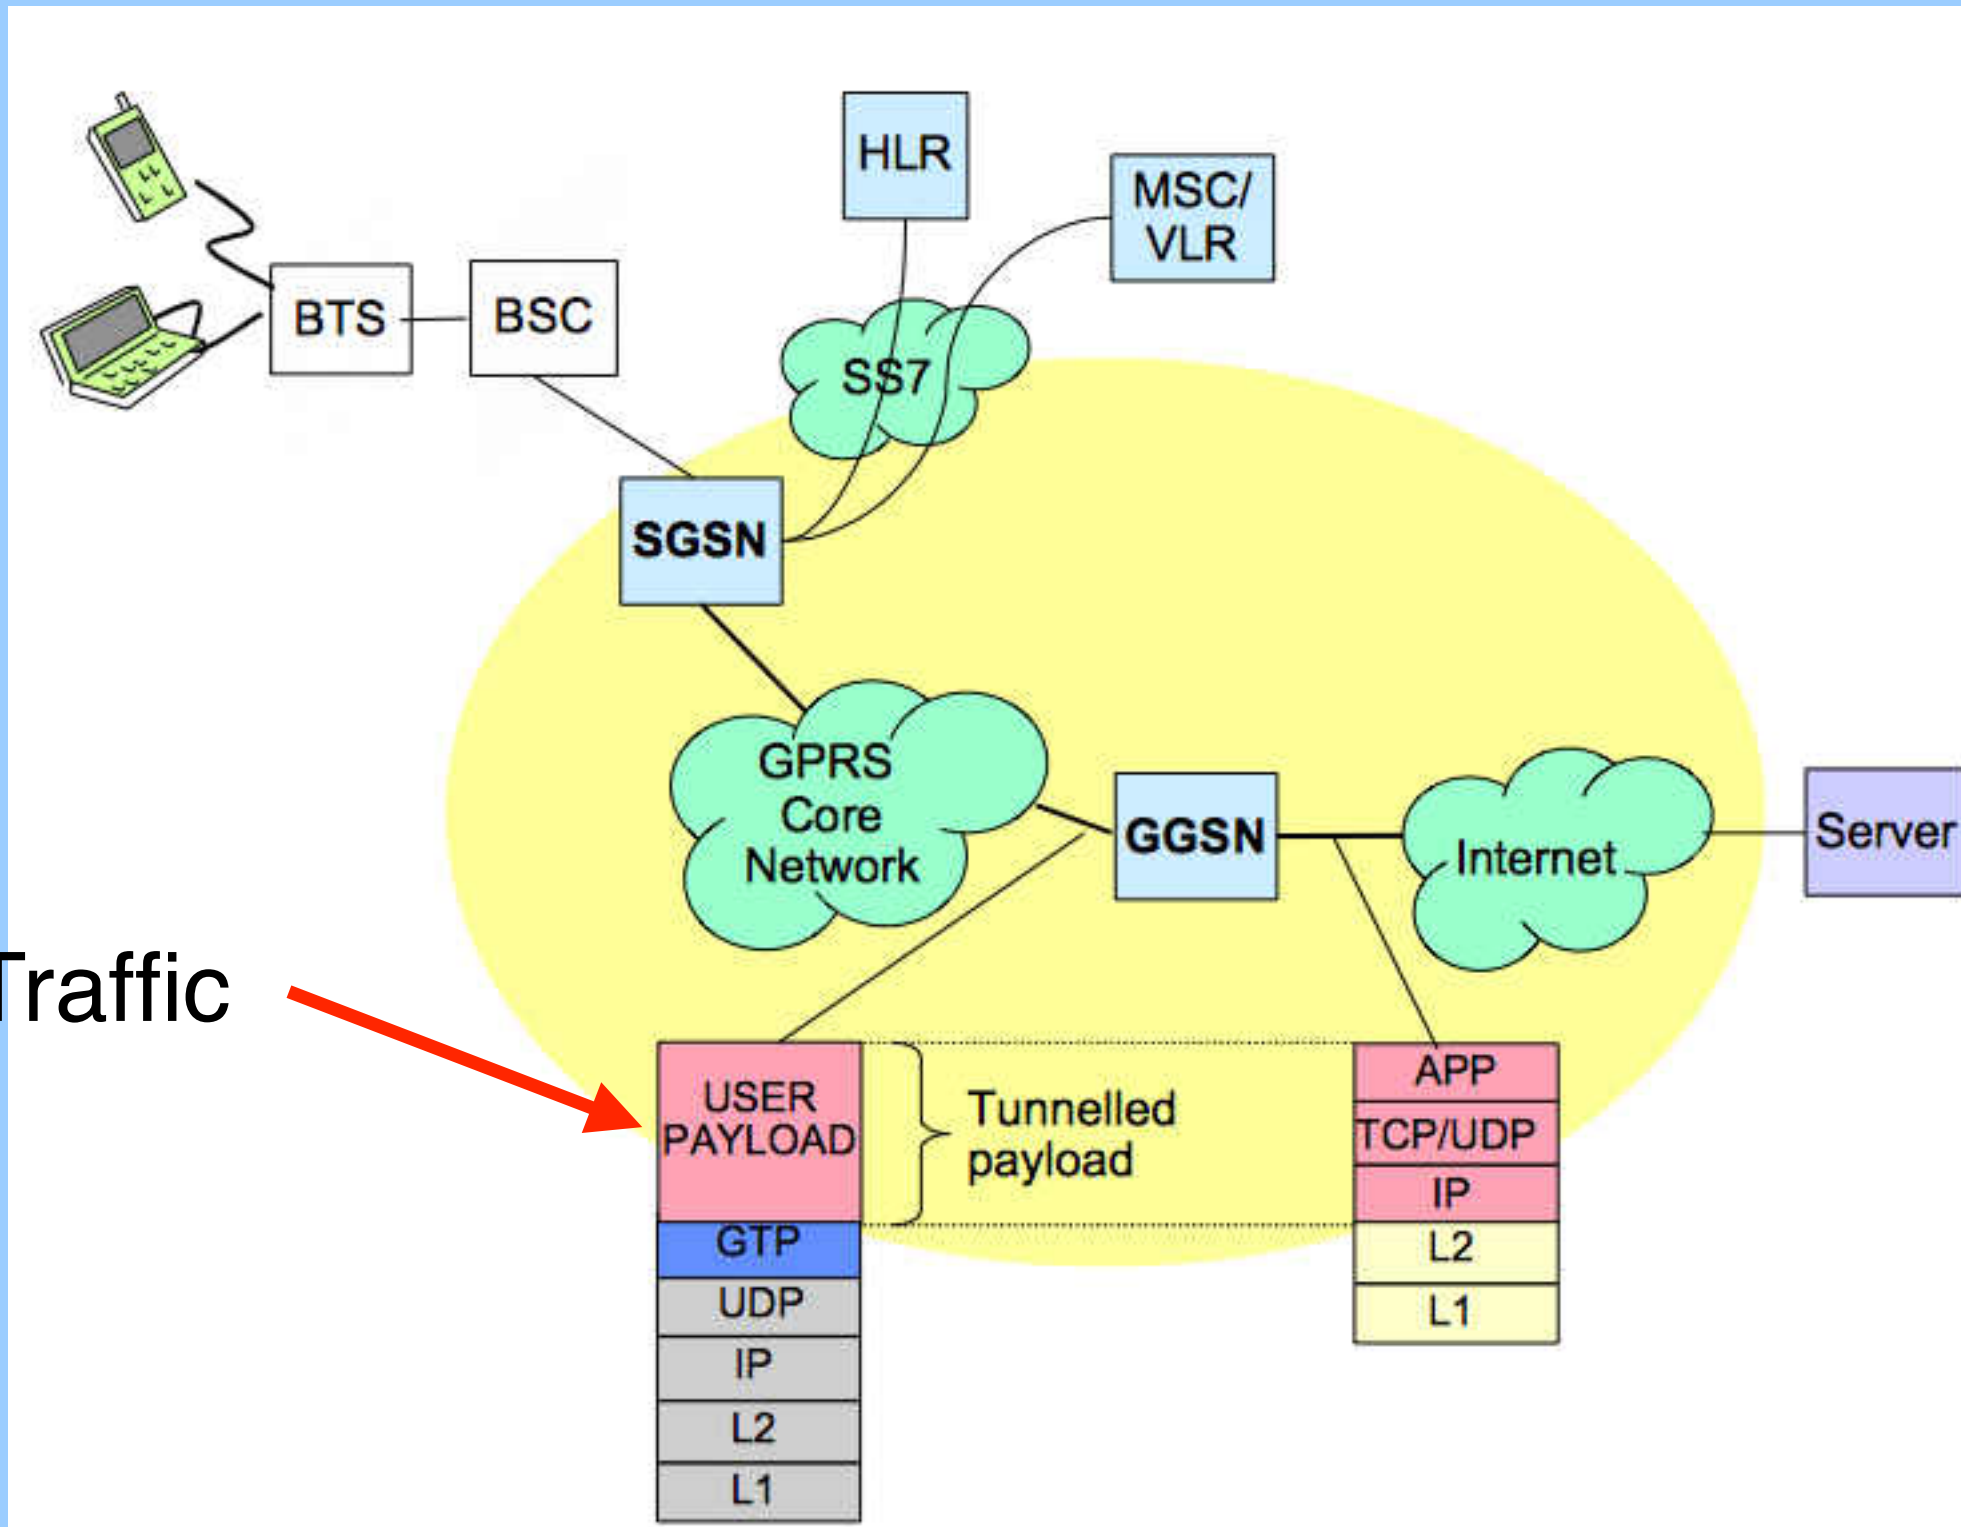 HLR
MSC/
VLR
BTS
BSC
SS7
SGSN
GPRS
Core
Network
GGSN
Internet
Server
Traffic
USER
PAYLOAD
Tunnelled
payload
APP
TCP/UDP
IP
L2
L1
GTP
UDP
IP
L2
L1